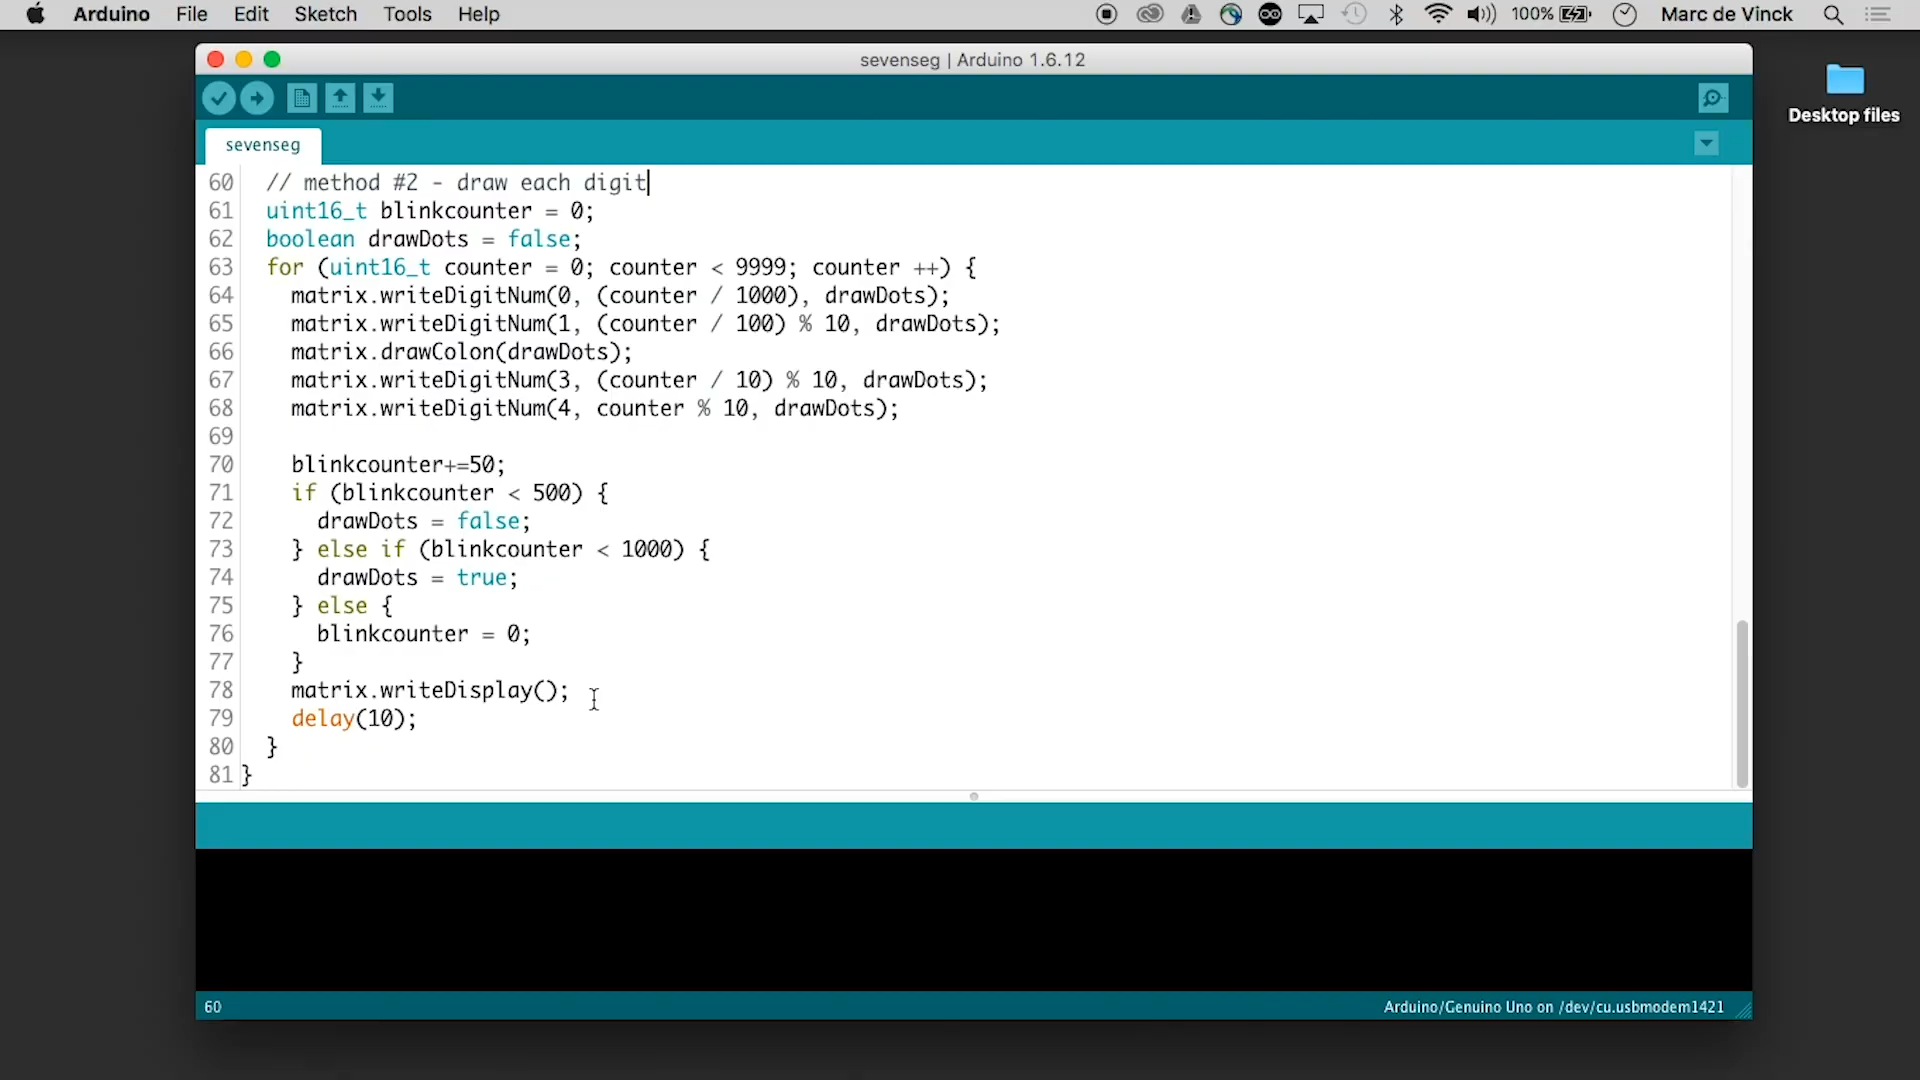 Arduino File Edit Sketch Tools Help 100% Marc de Vinck
sevenseg | Arduino 1.6.12
Desktop files
sevenseg
60 // method #2 - draw each digit
61 uint16_t blinkcounter = 0;
62 boolean drawDots = false;
63 for (uint16_t counter = 0; counter < 9999; counter ++) {
64 matrix.writeDigitNum(0, (counter / 1000), drawDots);
65 matrix.writeDigitNum(1, (counter / 100) % 10, drawDots);
66 matrix.drawColon(drawDots);
67 matrix.writeDigitNum(3, (counter / 10) % 10, drawDots);
68 matrix.writeDigitNum(4, counter % 10, drawDots);
69
70 blinkcounter+=50;
71 if (blinkcounter < 500) {
72 drawDots = false;
73 } else if (blinkcounter < 1000) {
74 drawDots = true;
75 } else {
76 blinkcounter = 0;
77 }
78 matrix.writeDisplay();
79 delay(10);
80 }
81 }
60 Arduino/Genuino Uno on /dev/cu.usbmodem1421